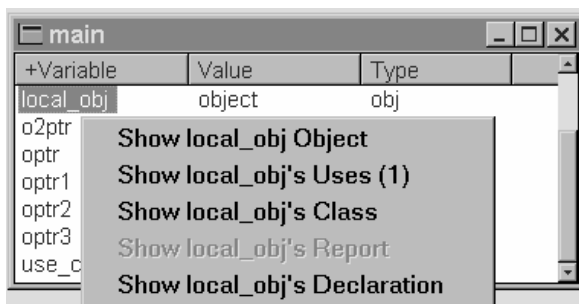 main
+Variable Value Type
local_obj object obj
o2ptr
optr
optr1
optr2
optr3
use_c
Show local_obj Object
Show local_obj's Uses (1)
Show local_obj's Class
Show local_obj's Report
Show local_obj's Declaration